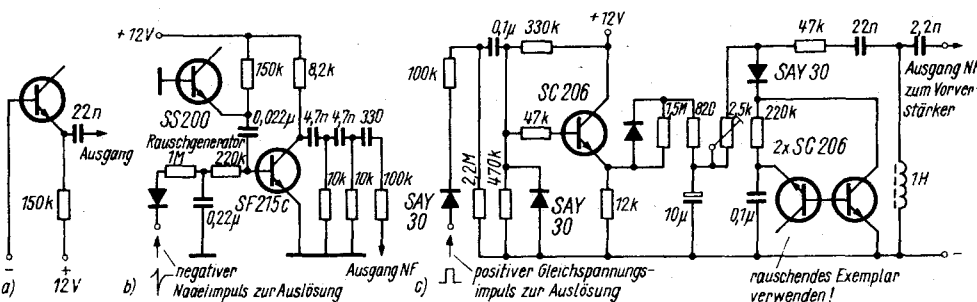 22n
Ausgang
150k
–
+
12V
a)
+12V
150k
8,2k
SS200
Rauschgenerator
0,022µ
4,7n
4,7n
330
1M
220k
SF215c
0,22µ
10k
10k
100k
negativer
Nadelimpuls zur Auslösung
Ausgang NF
b)
+12V
0,1µ
330k
100k
SC 206
47k
2,2M
470k
SAY
30
SAY
30
12k
1,5M
820
2,5k
10µ
positiver Gleichspannungs-
impuls zur Auslösung
c)
47k
22n
2,2n
SAY 30
Ausgang NF
zum Vorver-
stärker
220k
2x SC 206
0,1µ
1H
–
rauschendes Exemplar
verwenden!